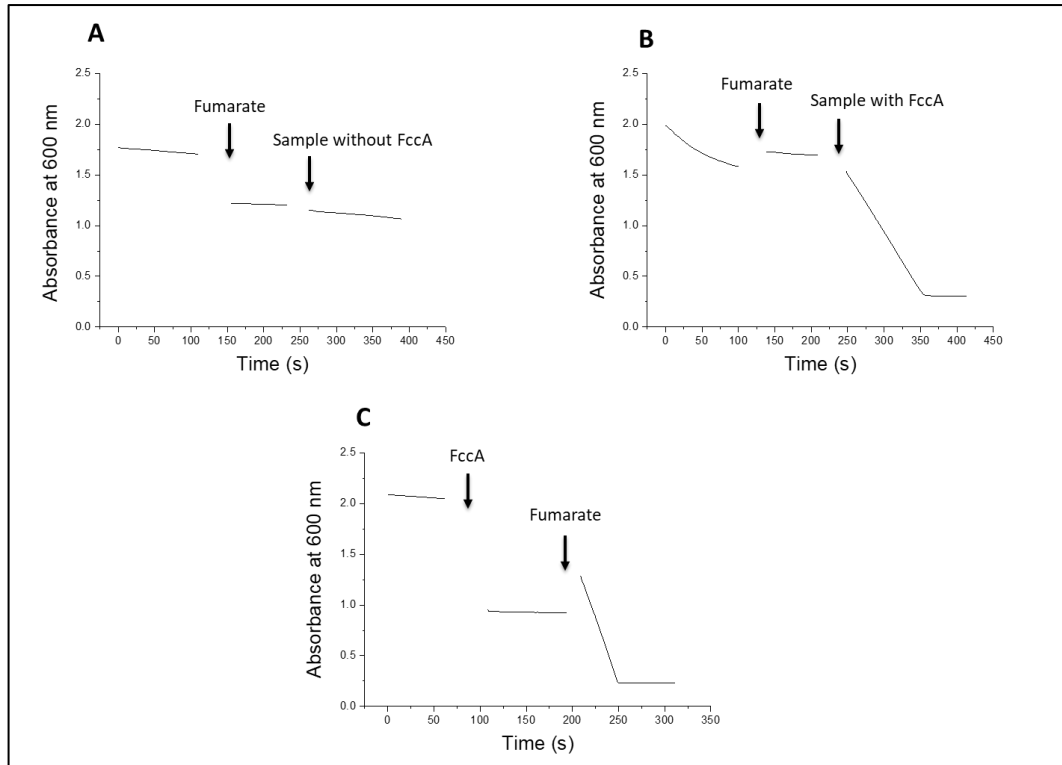 A
Fumarate
Sample without FccA
2.5
2.0
1.5
1.0
0.5
0.0
Absorbance at 600 nm
0 50 100 150 200 250 300 350 400 450
Time (s)
B
Fumarate
Sample with FccA
2.5
2.0
1.5
1.0
0.5
0.0
Absorbance at 600 nm
0 50 100 150 200 250 300 350 400 450
Time (s)
C
FccA
Fumarate
2.5
2.0
1.5
1.0
0.5
0.0
Absorbance at 600 nm
0 50 100 150 200 250 300 350
Time (s)